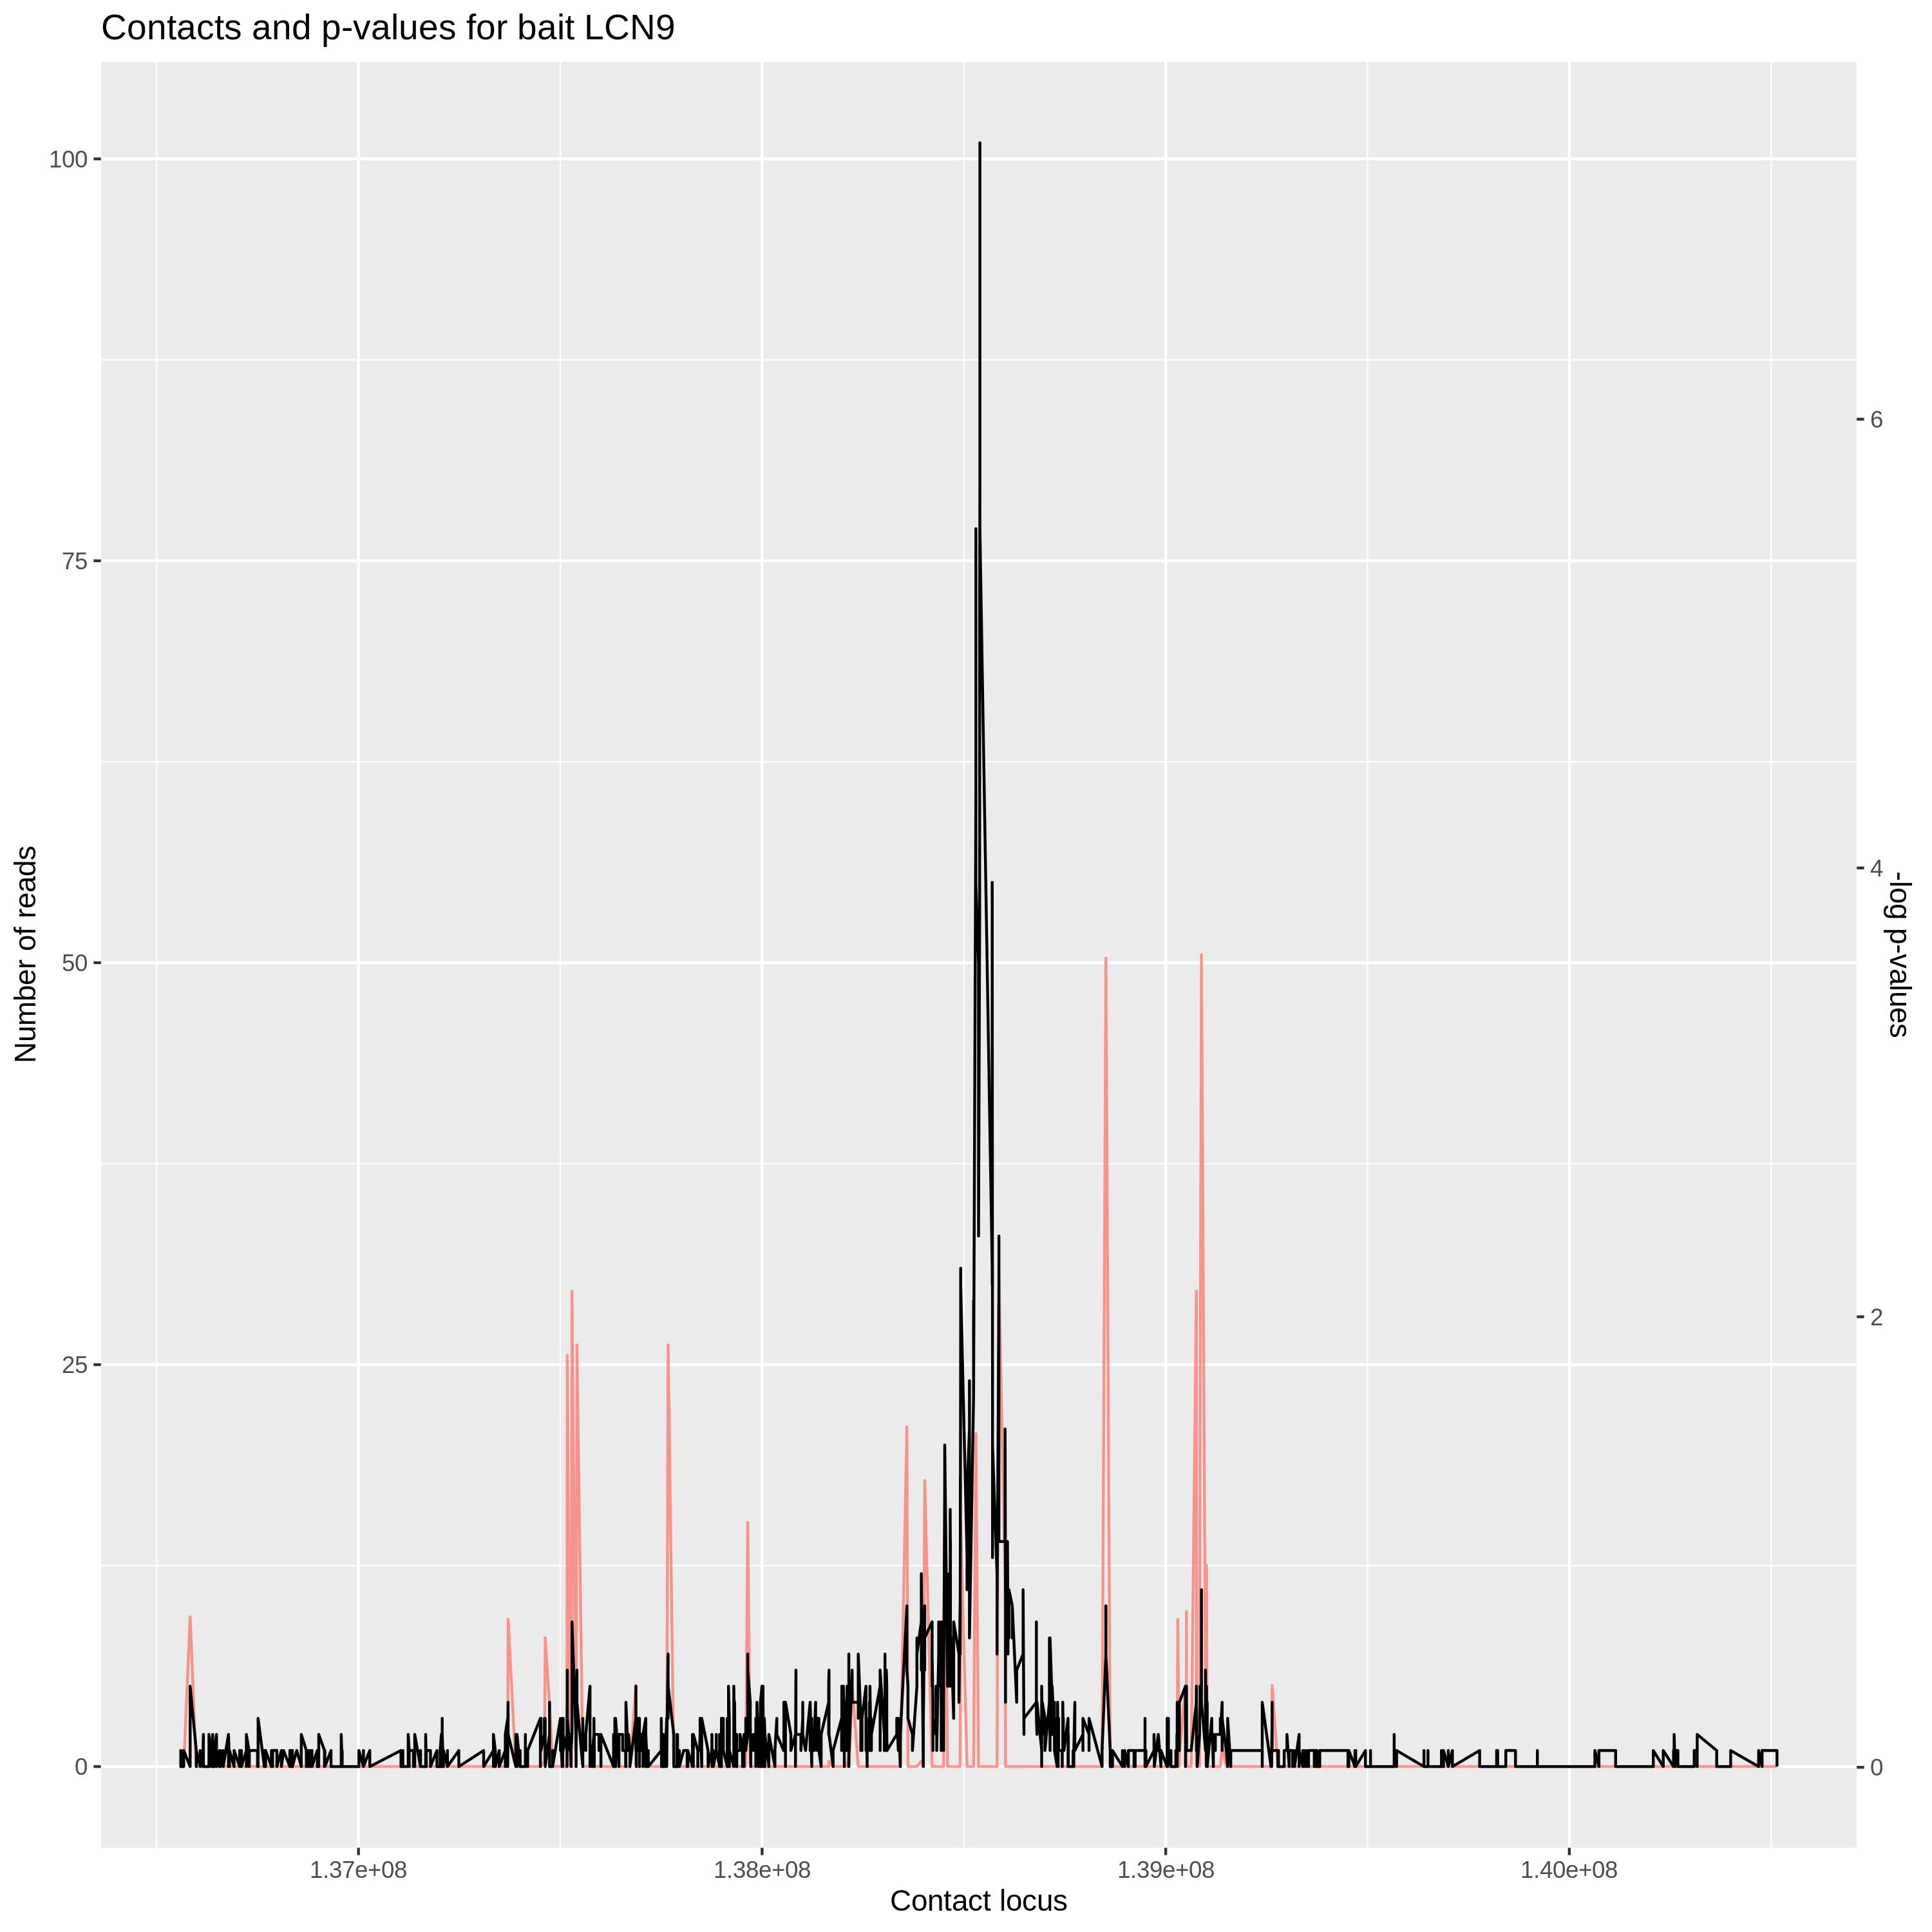 Contacts and p-values for bait LCN9
100
75
50
25
0
Number of reads
6
4
2
0
-log p-values
1.37e+08
1.38e+08
1.39e+08
1.40e+08
Contact locus